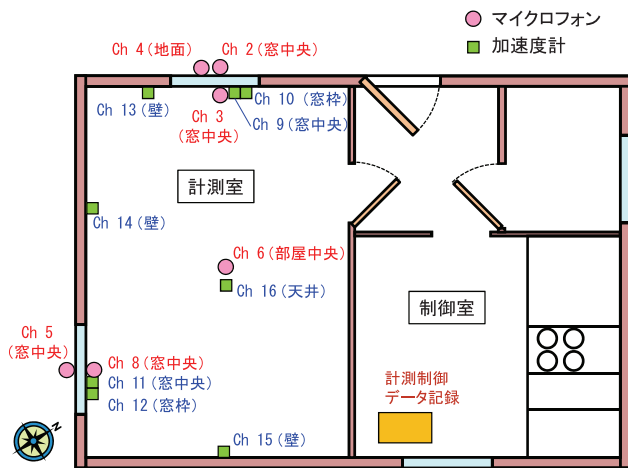 マイクロフォン
加速度計
Ch 4（地面）
Ch 2（窓中央）
Ch 13（壁）
Ch 3
（窓中央）
Ch 10（窓枠）
Ch 9（窓中央）
計測室
Ch 14（壁）
Ch 6（部屋中央）
Ch 16（天井）
制御室
Ch 5
（窓中央）
Ch 8（窓中央）
Ch 11（窓中央）
Ch 12（窓枠）
計測制御
データ記録
Ch 15（壁）
N